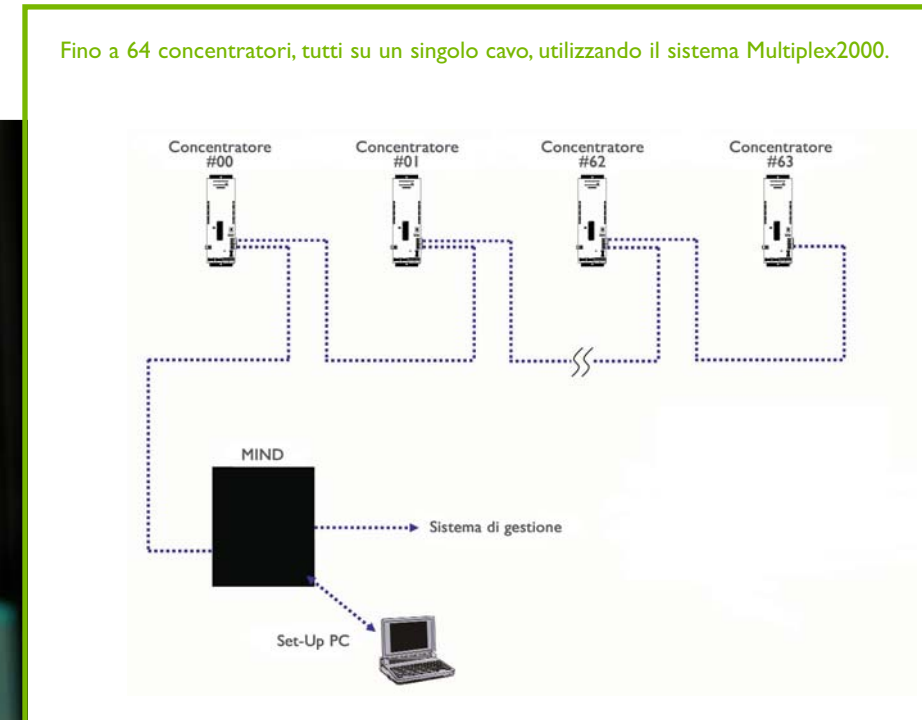 Fino a 64 concentratori, tutti su un singolo cavo, utilizzando il sistema Multiplex2000.
Concentratore
#00
Concentratore
#01
Concentratore
#62
Concentratore
#63
MIND
Sistema di gestione
Set-Up PC